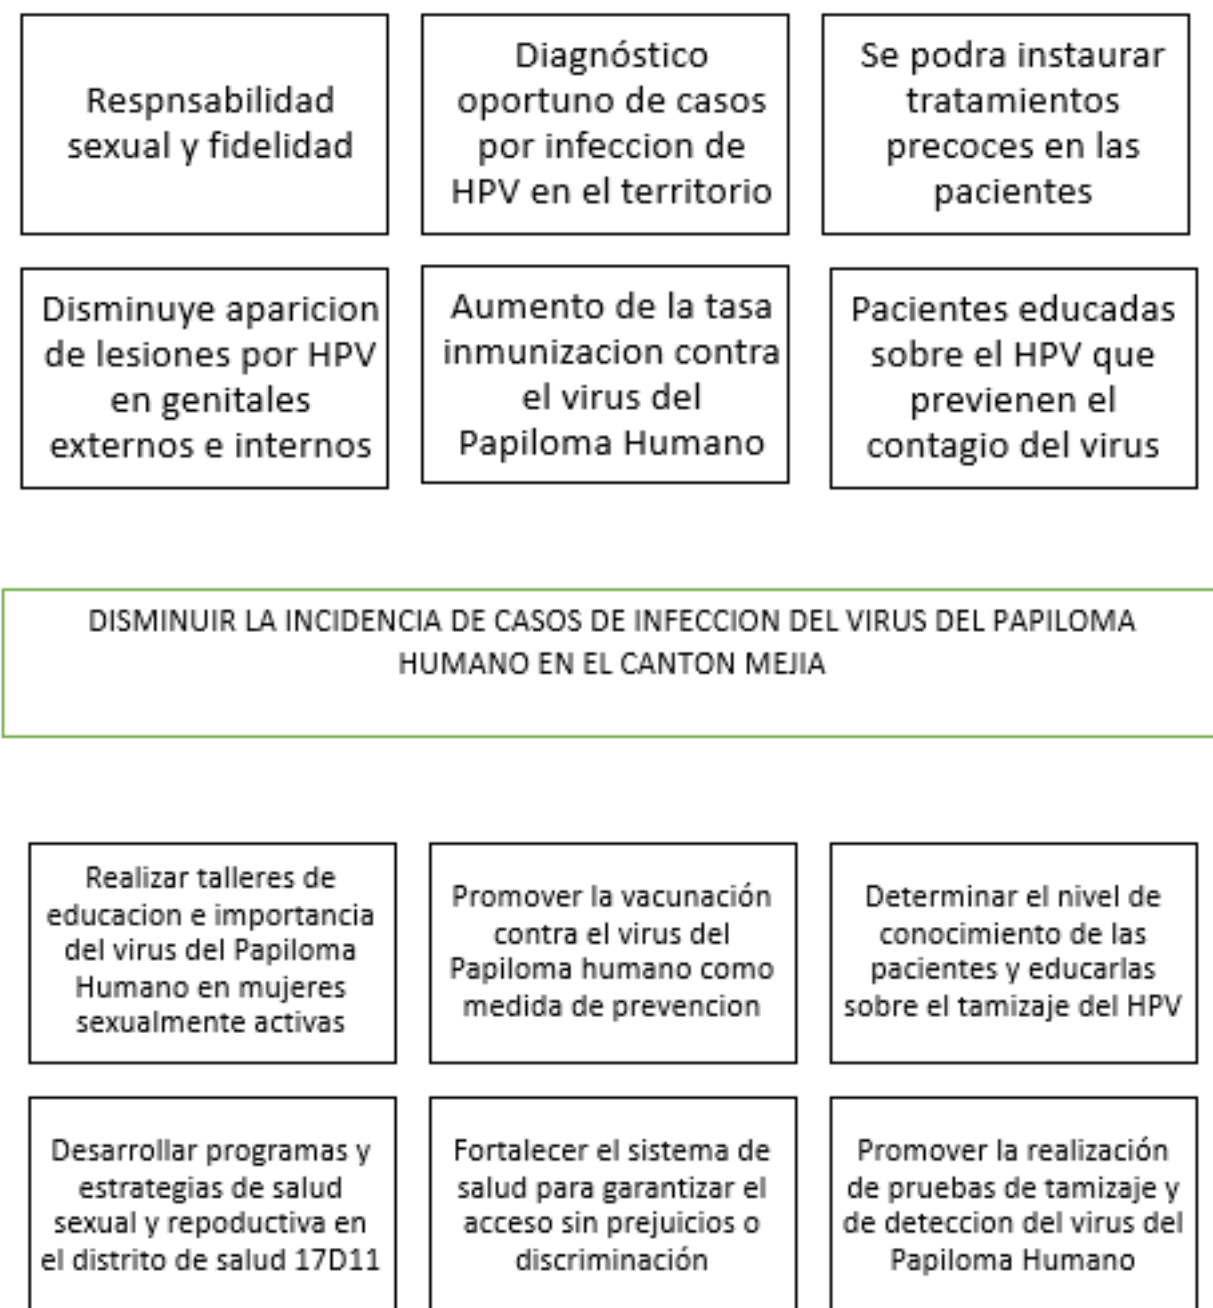 Respnsabilidad
sexual y fidelidad
Diagnóstico
oportuno de casos
por infeccion de
HPV en el territorio
Se podra instaurar
tratamientos
precoces en las
pacientes
Disminuye aparicion
de lesiones por HPV
en genitales
externos e internos
Aumento de la tasa
inmunizacion contra
el virus del
Papiloma Humano
Pacientes educadas
sobre el HPV que
previenen el
contagio del virus
DISMINUIR LA INCIDENCIA DE CASOS DE INFECCION DEL VIRUS DEL PAPILOMA
HUMANO EN EL CANTON MEJIA
Realizar talleres de
educacion e importancia
del virus del Papiloma
Humano en mujeres
sexualmente activas
Promover la vacunación
contra el virus del
Papiloma humano como
medida de prevencion
Determinar el nivel de
conocimiento de las
pacientes y educarlas
sobre el tamizaje del HPV
Desarrollar programas y
estrategias de salud
sexual y repoductiva en
el distrito de salud 17D11
Fortalecer el sistema de
salud para garantizar el
acceso sin prejuicios o
discriminación
Promover la realización
de pruebas de tamizaje y
de deteccion del virus del
Papiloma Humano